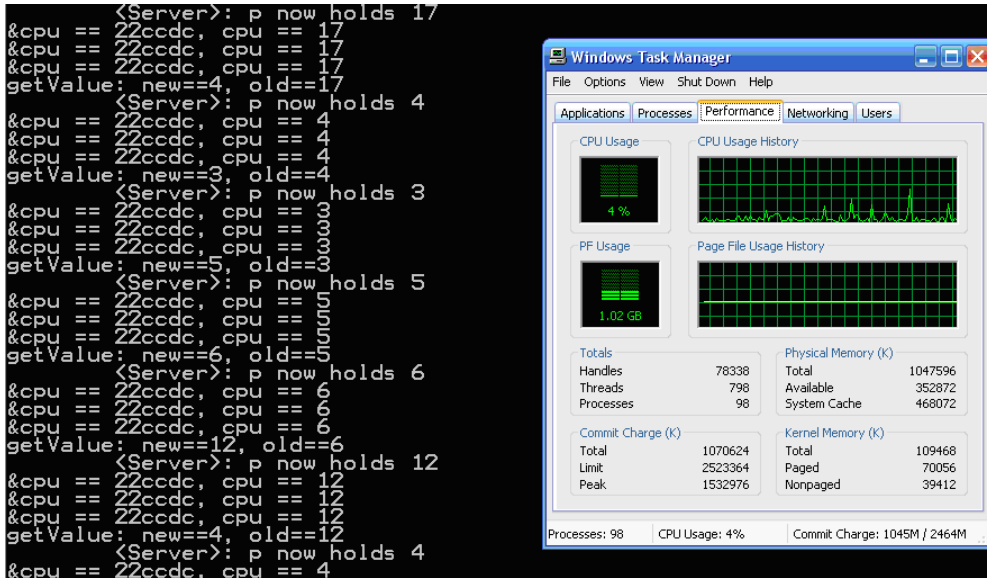 <Server>: p now holds 17
&cpu == 22ccdc, cpu == 17
&cpu == 22ccdc, cpu == 17
&cpu == 22ccdc, cpu == 17
getValue: new==4, old==17
<Server>: p now holds 4
&cpu == 22ccdc, cpu == 4
&cpu == 22ccdc, cpu == 4
&cpu == 22ccdc, cpu == 4
getValue: new==3, old==4
<Server>: p now holds 3
&cpu == 22ccdc, cpu == 3
&cpu == 22ccdc, cpu == 3
&cpu == 22ccdc, cpu == 3
getValue: new==5, old==3
<Server>: p now holds 5
&cpu == 22ccdc, cpu == 5
&cpu == 22ccdc, cpu == 5
&cpu == 22ccdc, cpu == 5
getValue: new==6, old==5
<Server>: p now holds 6
&cpu == 22ccdc, cpu == 6
&cpu == 22ccdc, cpu == 6
&cpu == 22ccdc, cpu == 6
getValue: new==12, old==6
<Server>: p now holds 12
&cpu == 22ccdc, cpu == 12
&cpu == 22ccdc, cpu == 12
&cpu == 22ccdc, cpu == 12
getValue: new==4, old==12
<Server>: p now holds 4
&cpu == 22ccdc, cpu == 4
Windows Task Manager
File Options View Shut Down Help
Applications Processes Performance Networking Users
CPU Usage CPU Usage History
4 %
PF Usage Page File Usage History
1.02 GB
Totals
Handles 78338
Threads 798
Processes 98
Physical Memory (K)
Total 1047596
Available 352872
System Cache 468072
Commit Charge (K)
Total 1070624
Limit 2523364
Peak 1532976
Kernel Memory (K)
Total 109468
Paged 70056
Nonpaged 39412
Processes: 98 CPU Usage: 4% Commit Charge: 1045M / 2464M